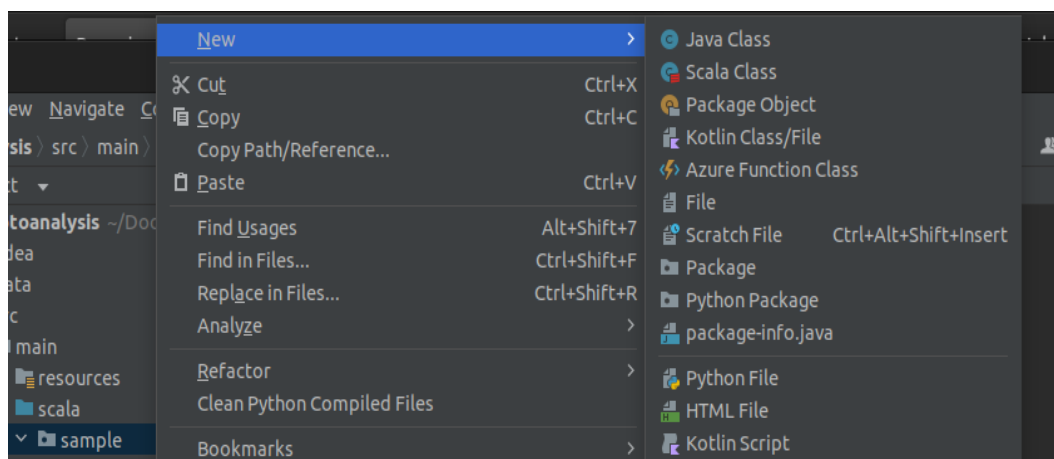 New
Cut Ctrl+X
Copy Ctrl+C
Copy Path/Reference...
Paste Ctrl+V
Find Usages Alt+Shift+7
Find in Files... Ctrl+Shift+F
Replace in Files... Ctrl+Shift+R
Analyze
Refactor
Clean Python Compiled Files
Bookmarks
Java Class
Scala Class
Package Object
Kotlin Class/File
Azure Function Class
File
Scratch File Ctrl+Alt+Shift+Insert
Package
Python Package
package-info.java
Python File
HTML File
Kotlin Script
ew Navigate Co
sis src main
ct
toanalysis ~/Doc
dea
ata
rc
main
resources
scala
sample